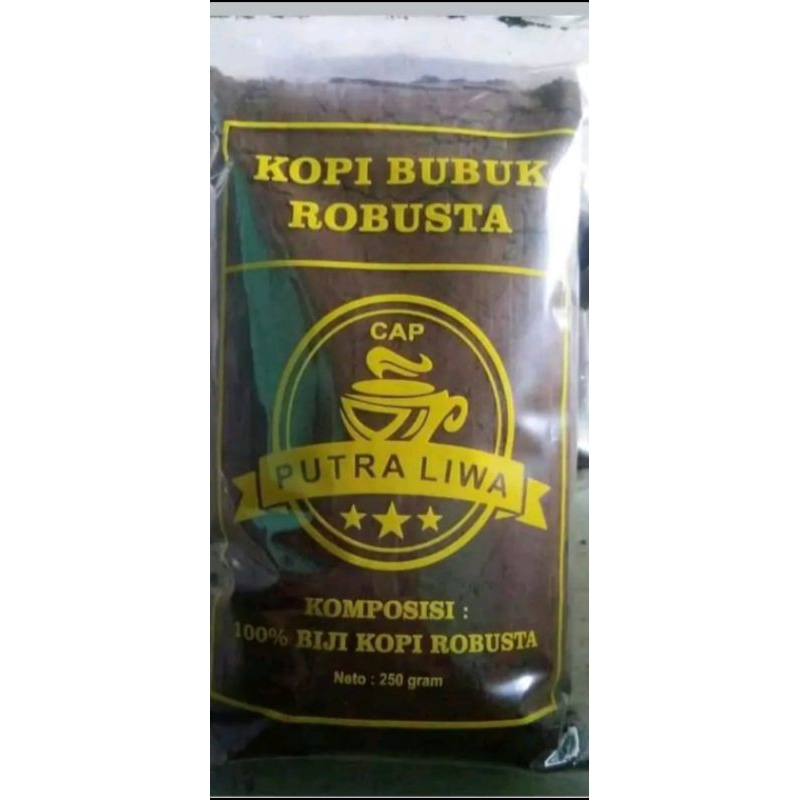 KOPI BUBUK
ROBUSTA
CAP
PUTRA LIWA
KOMPOSISI :
100% BIJI KOPI ROBUSTA
Neto : 250 gram